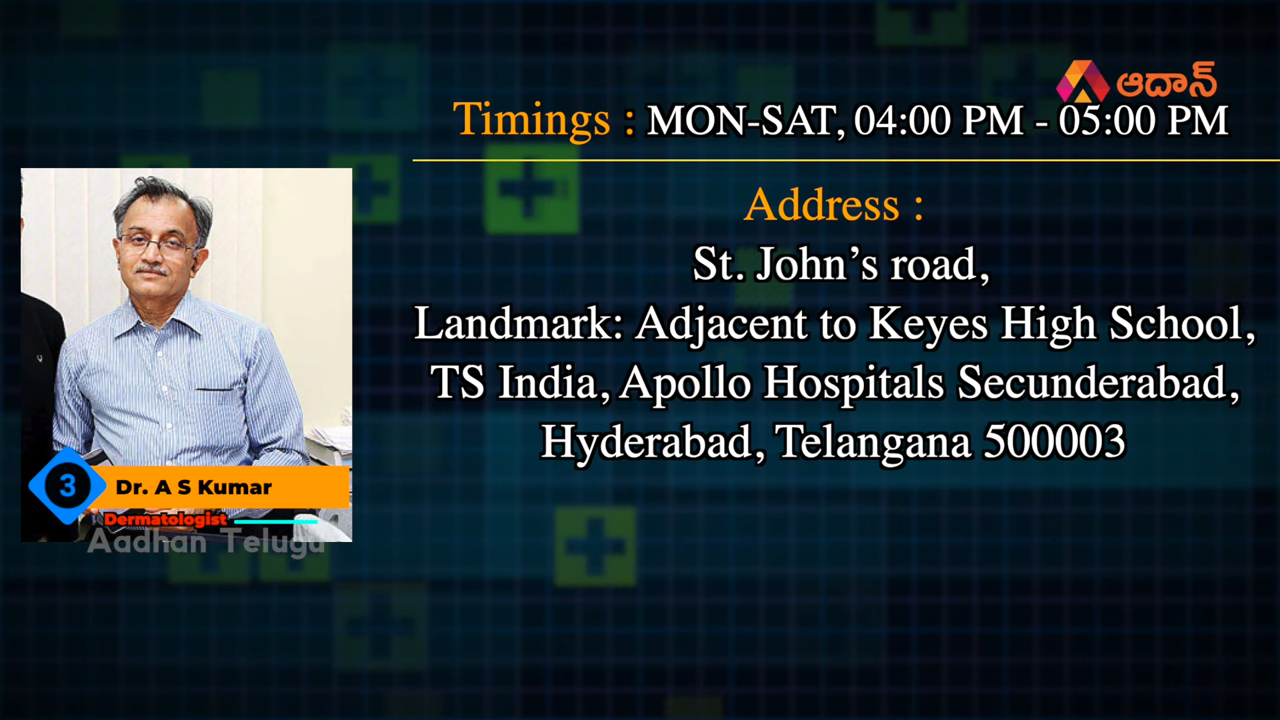 ఆదాన్
Timings : MON-SAT, 04:00 PM - 05:00 PM
Address :
St. John’s road,
Landmark: Adjacent to Keyes High School,
TS India, Apollo Hospitals Secunderabad,
Hyderabad, Telangana 500003
3
Dr. A S Kumar
Dermatologist
Aadhan Telugu